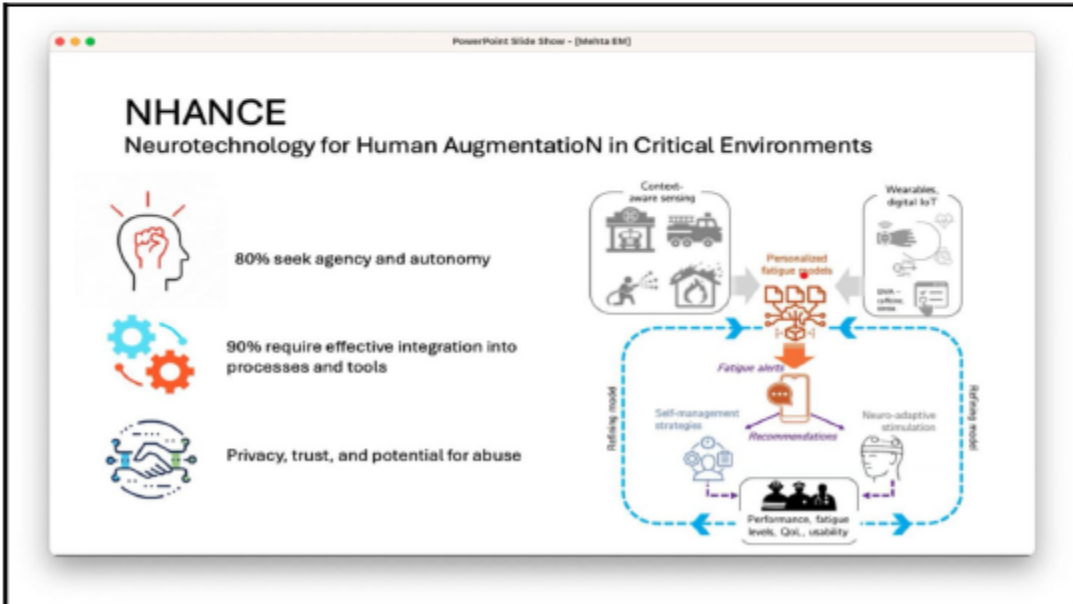 PowerPoint Slide Show - [Mehta EM]
NHANCE
Neurotechnology for Human AugmentatioN in Critical Environments
80% seek agency and autonomy
90% require effective integration into
processes and tools
Privacy, trust, and potential for abuse
Context-
aware sensing
Wearables,
digital IoT
caffeine,
Personalized
fatigue models
Fatigue alerts
Self-management
strategies
Recommendations
Neuro-adaptive
stimulation
Refining model
Refining model
Performance, fatigue
levels, QoL, usability